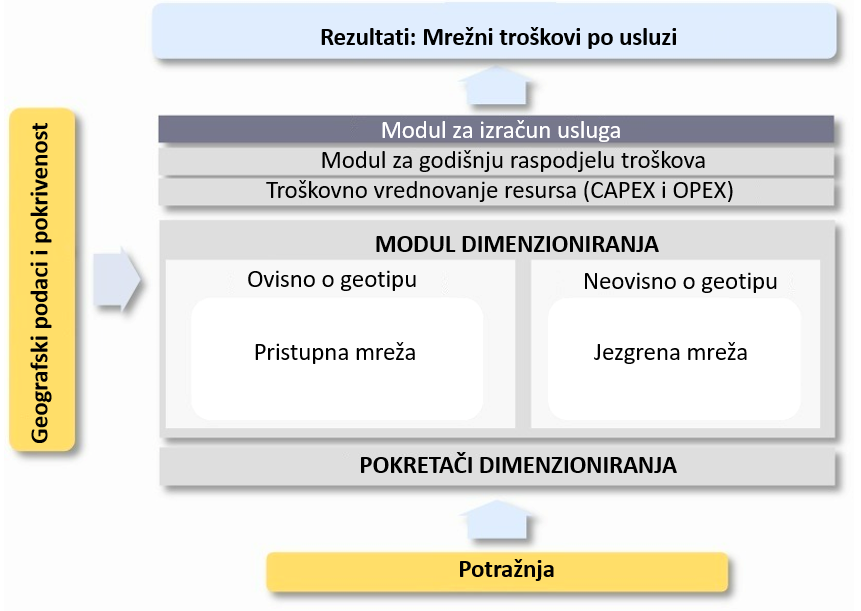 Rezultati: Mrežni troškovi po usluzi
Geografski podaci i pokrivenost
Modul za izračun usluga
Modul za godišnju raspodjelu troškova
Troškovno vrednovanje resursa (CAPEX i OPEX)
MODUL DIMENZIONIRANJA
Ovisno o geotipu
Neovisno o geotipu
Pristupna mreža
Jezgrena mreža
POKRETAČI DIMENZIONIRANJA
Potražnja